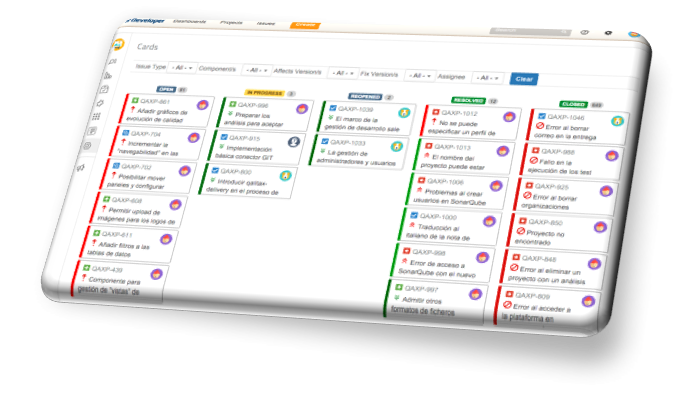 Developer Dashboards Projects Issues Create
Search
Cards
Issue Type: - All - Component/s - All - Affects Version/s - All - Fix Version/s - All - Assignee - All - Clear
OPEN
QAXP-861
Añadir gráficos de
evolución de calidad
QAXP-704
Incrementar la
"navegabilidad" en las
QAXP-702
Posibilitar mover
paneles y configurar
QAXP-608
Permitir upload de
imágenes para los logos de
QAXP-611
Añadir filtros a las
tablas de datos
QAXP-439
Componente para
gestión de "vistas" de
IN PROGRESS 3
QAXP-996
Preparar los
análisis para aceptar
QAXP-915
Implementación
básica conector GIT
QAXP-800
Introducir qalitax-
delivery en el proceso de
REOPENED 2
QAXP-1039
El marco de la
gestión de desarrollo sale
QAXP-1033
La gestión de
administradores y usuarios
RESOLVED
QAXP-1012
No se puede
especificar un perfil de
QAXP-1013
El nombre del
proyecto puede estar
QAXP-1006
Problemas al crear
usuarios en SonarQube
QAXP-1000
Traducción al
italiano de la nota de
QAXP-998
Error de acceso a
SonarQube con el nuevo
QAXP-997
Admitir otros
formatos de ficheros
CLOSED
QAXP-1046
Error al borrar
correo en la entrega
QAXP-988
Fallo en la
ejecución de los test
QAXP-925
Error al borrar
organizaciones
QAXP-850
Proyecto no
encontrado
QAXP-848
Error al eliminar un
proyecto con un análisis
QAXP-809
Error al acceder a
la plataforma en